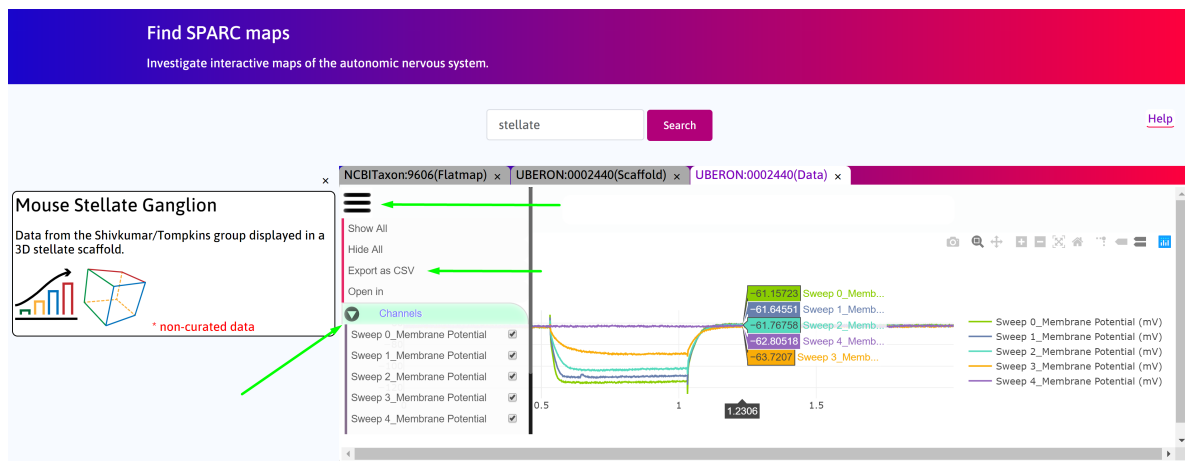 Find SPARC maps
Investigate interactive maps of the autonomic nervous system.
stellate
Search
Help
NCBITaxon:9606(Flatmap) ×
UBERON:0002440(Scaffold) ×
UBERON:0002440(Data) ×
×
Mouse Stellate Ganglion
Data from the Shivkumar/Tompkins group displayed in a
3D stellate scaffold.
* non-curated data
Show All
Hide All
Export as CSV
Open in
Channels
Sweep 0_Membrane Potential
Sweep 1_Membrane Potential
Sweep 2_Membrane Potential
Sweep 3_Membrane Potential
Sweep 4_Membrane Potential
−61.15723 Sweep 0_Memb...
−61.64551 Sweep 1_Memb...
−61.76758 Sweep 2_Memb...
−62.80518 Sweep 4_Memb...
−63.7207 Sweep 3_Memb...
0.5
1
1.2306
1.5
Sweep 0_Membrane Potential (mV)
Sweep 1_Membrane Potential (mV)
Sweep 2_Membrane Potential (mV)
Sweep 3_Membrane Potential (mV)
Sweep 4_Membrane Potential (mV)